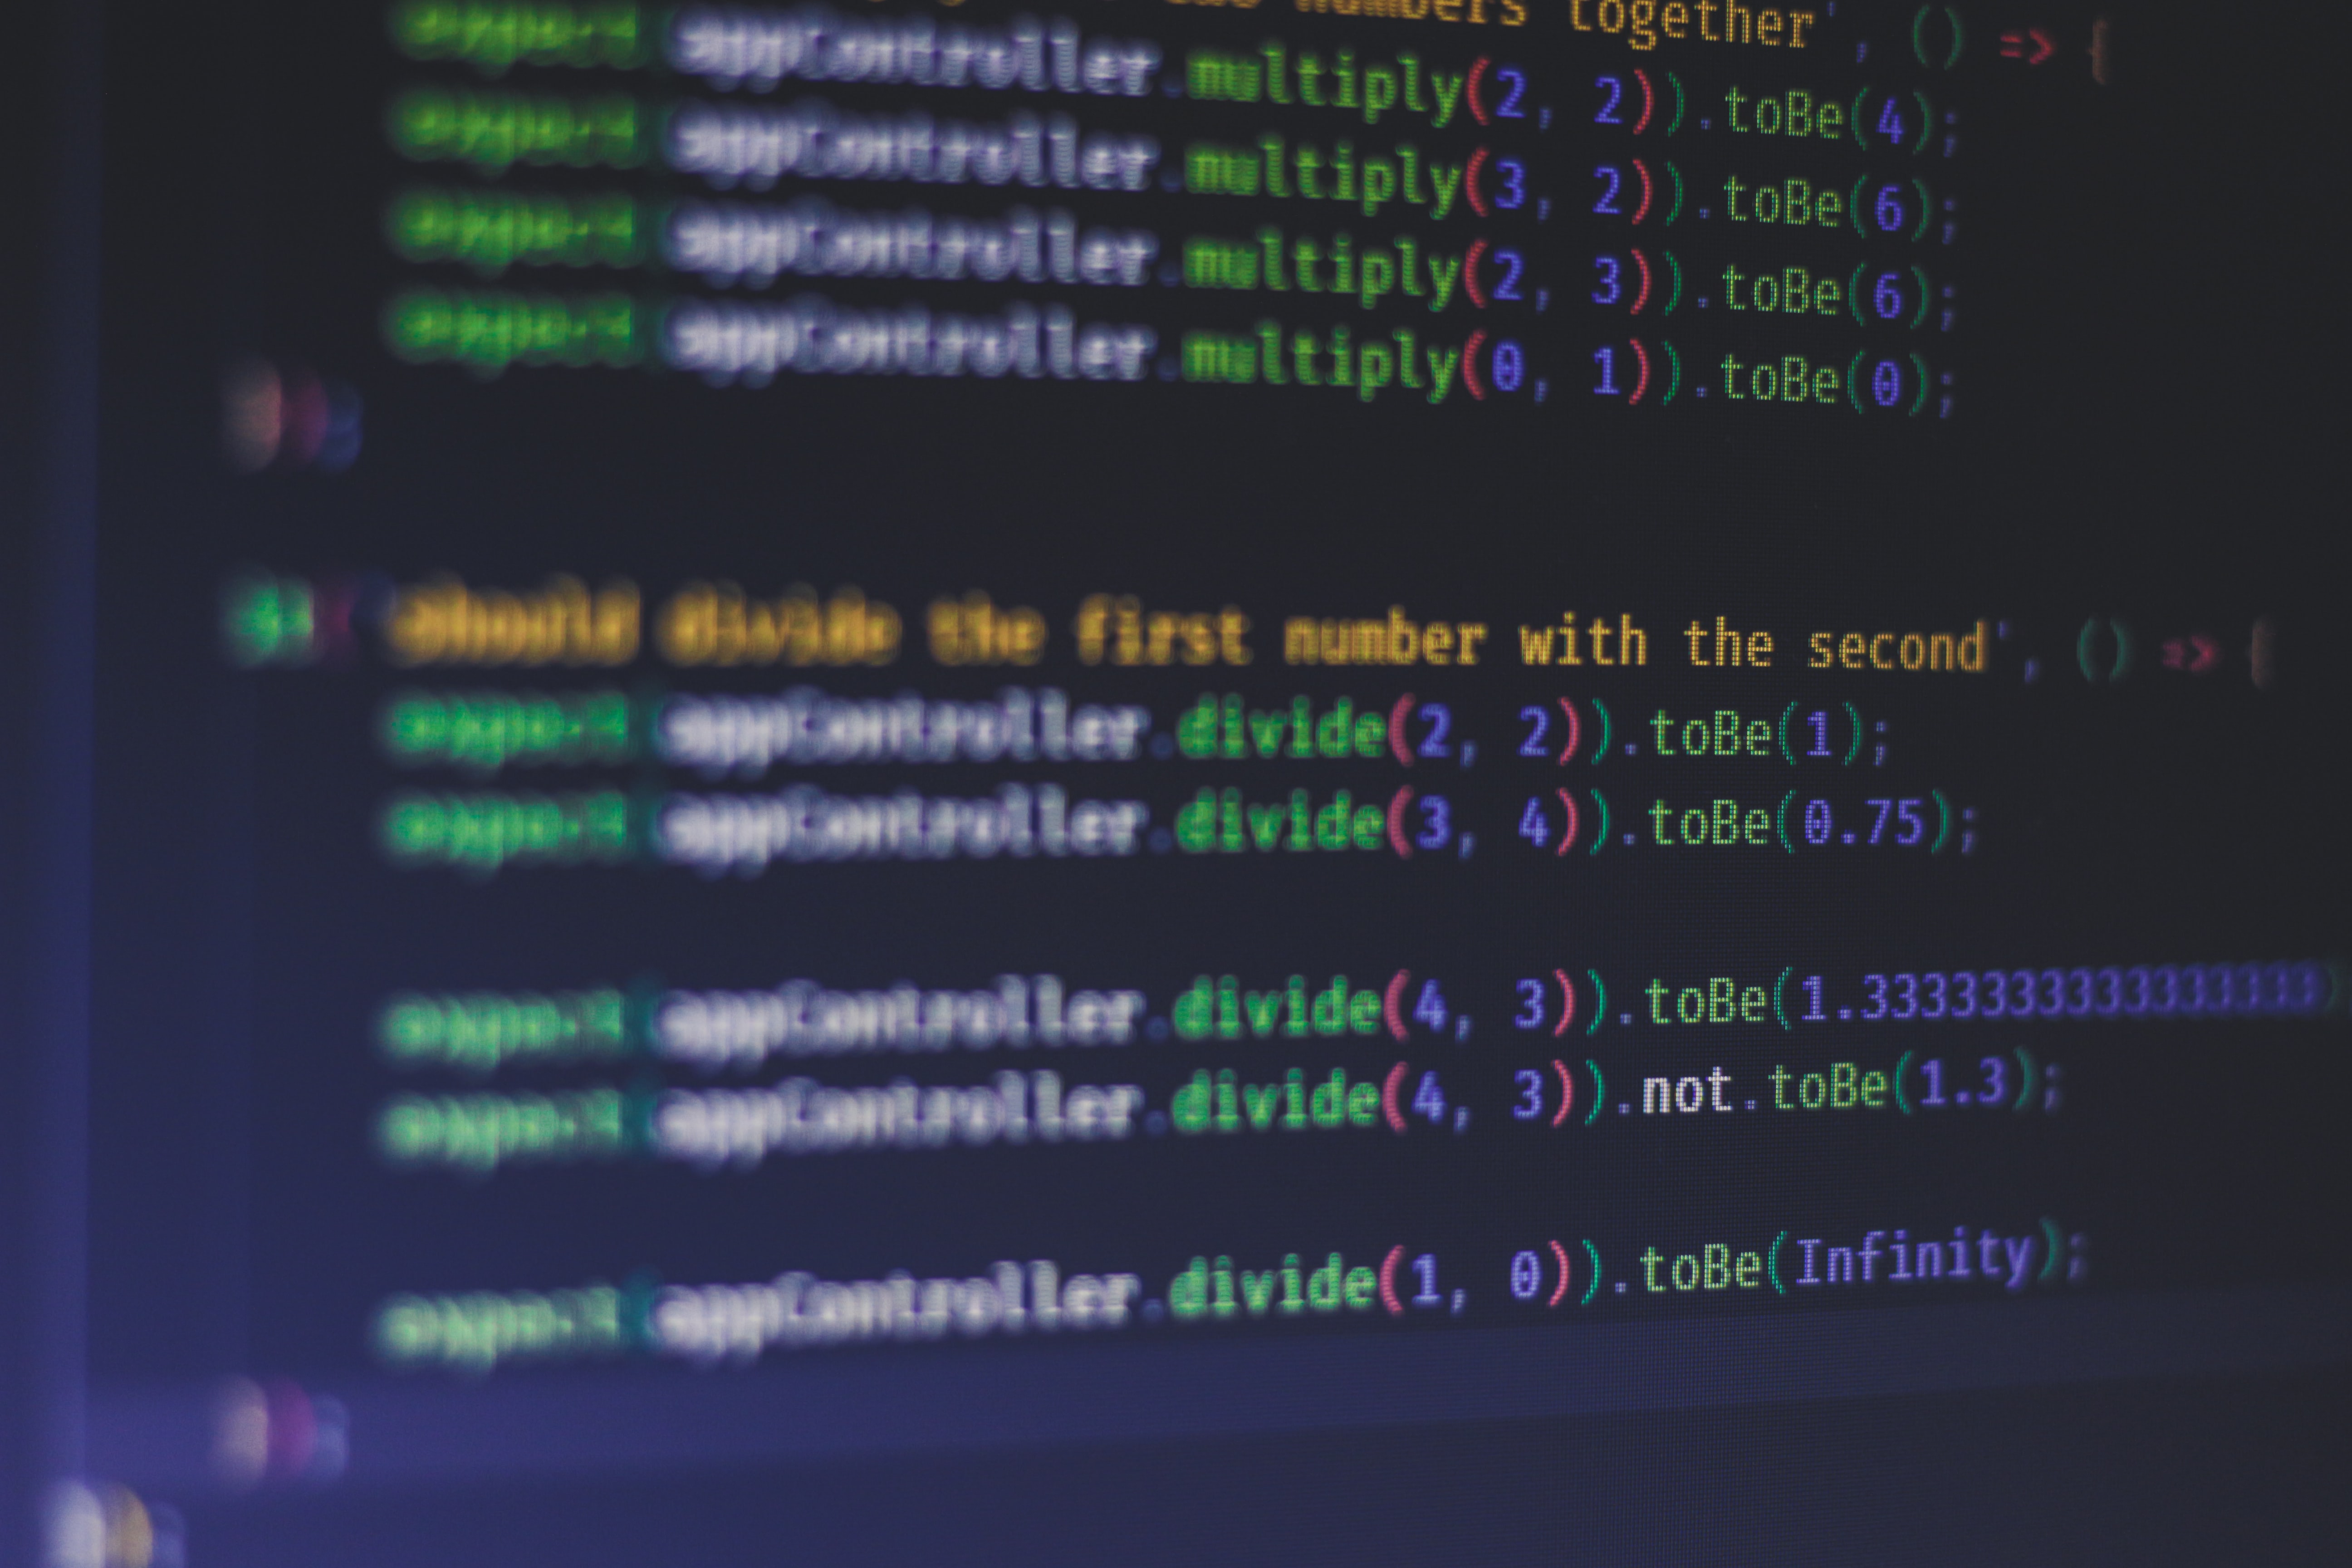 numbers together', () => {
expect(appController.multiply(2, 2)).toBe(4);
expect(appController.multiply(3, 2)).toBe(6);
expect(appController.multiply(2, 3)).toBe(6);
expect(appController.multiply(0, 1)).toBe(0);
});
it('should divide the first number with the second', () => {
expect(appController.divide(2, 2)).toBe(1);
expect(appController.divide(3, 4)).toBe(0.75);
expect(appController.divide(4, 3)).toBe(1.3333333333333333)
expect(appController.divide(4, 3)).not.toBe(1.3);
expect(appController.divide(1, 0)).toBe(Infinity);
});
});